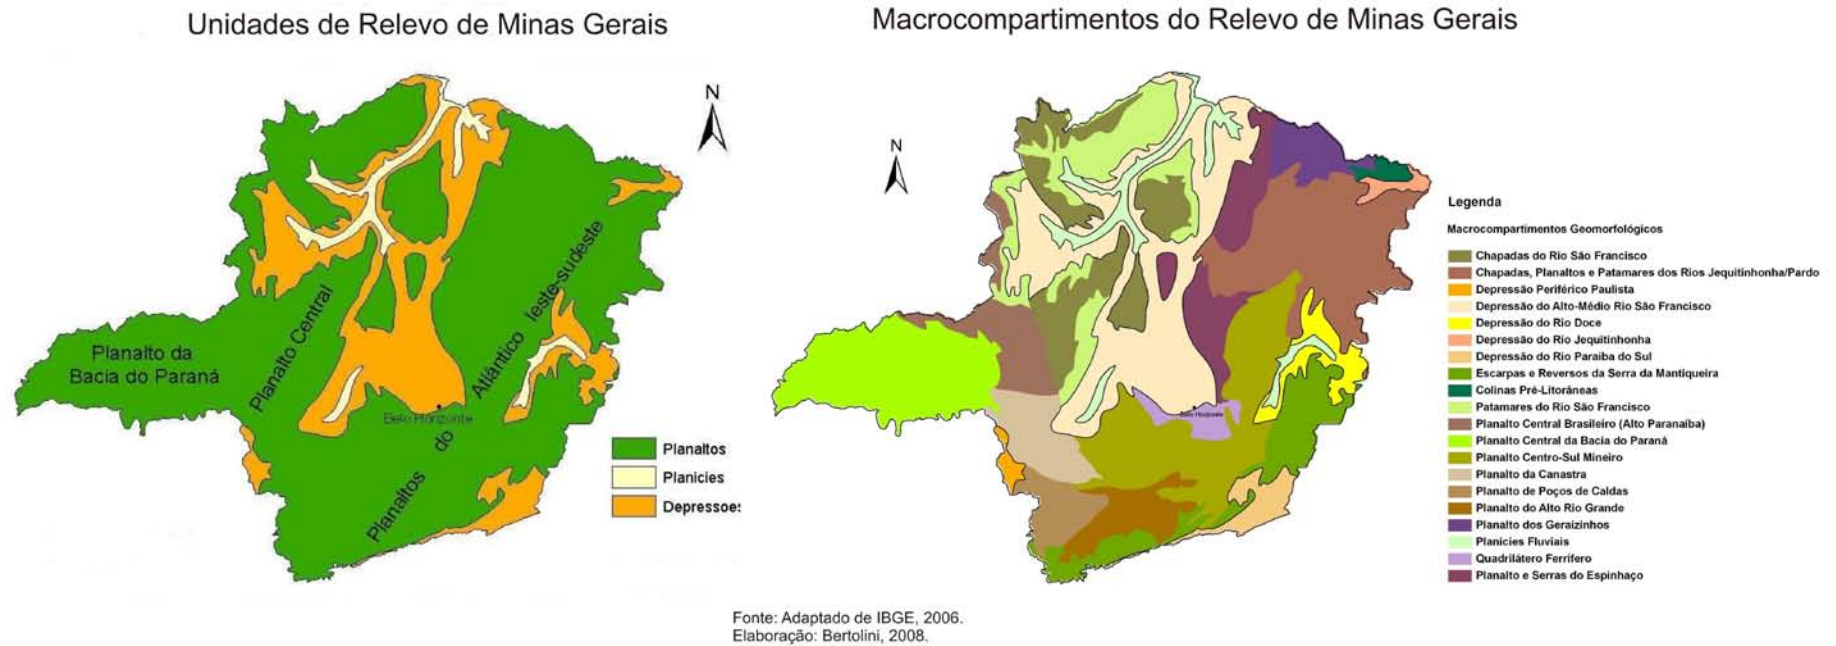 Unidades de Relevo de Minas Gerais
N
Planalto da
Bacia do Paraná
Planalto Central
Planaltos do Atlântico leste-sudeste
Belo Horizonte
Planaltos
Planicies
Depressoes
Macrocompartimentos do Relevo de Minas Gerais
N
Belo Horizonte
Legenda
Macrocompartimentos Geomorfológicos
Chapadas do Rio São Francisco
Chapadas, Planaltos e Patamares dos Rios Jequitinhonha/Pardo
Depressão Periférico Paulista
Depressão do Alto-Médio Rio São Francisco
Depressão do Rio Doce
Depressão do Rio Jequitinhonha
Depressão do Rio Paraiba do Sul
Escarpas e Reversos da Serra da Mantiqueira
Colinas Pré-Litorâneas
Patamares do Rio São Francisco
Planalto Central Brasileiro (Alto Paranaíba)
Planalto Central da Bacia do Paraná
Planalto Centro-Sul Mineiro
Planalto da Canastra
Planalto de Poços de Caldas
Planalto do Alto Rio Grande
Planalto dos Geraizinhos
Planicies Fluviais
Quadrilátero Ferrífero
Planalto e Serras do Espinhaço
Fonte: Adaptado de IBGE, 2006.
Elaboração: Bertolini, 2008.